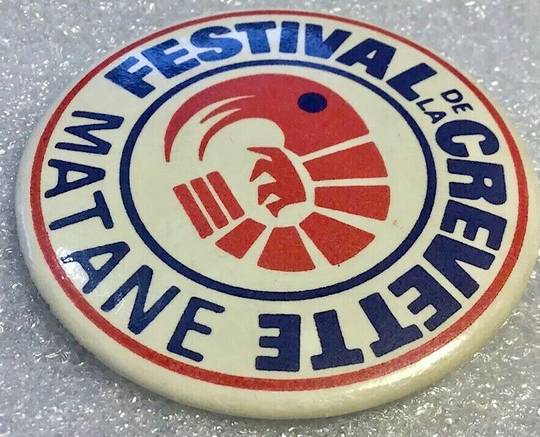 FESTIVAL
DE
LA
CREVETTE
MATANE